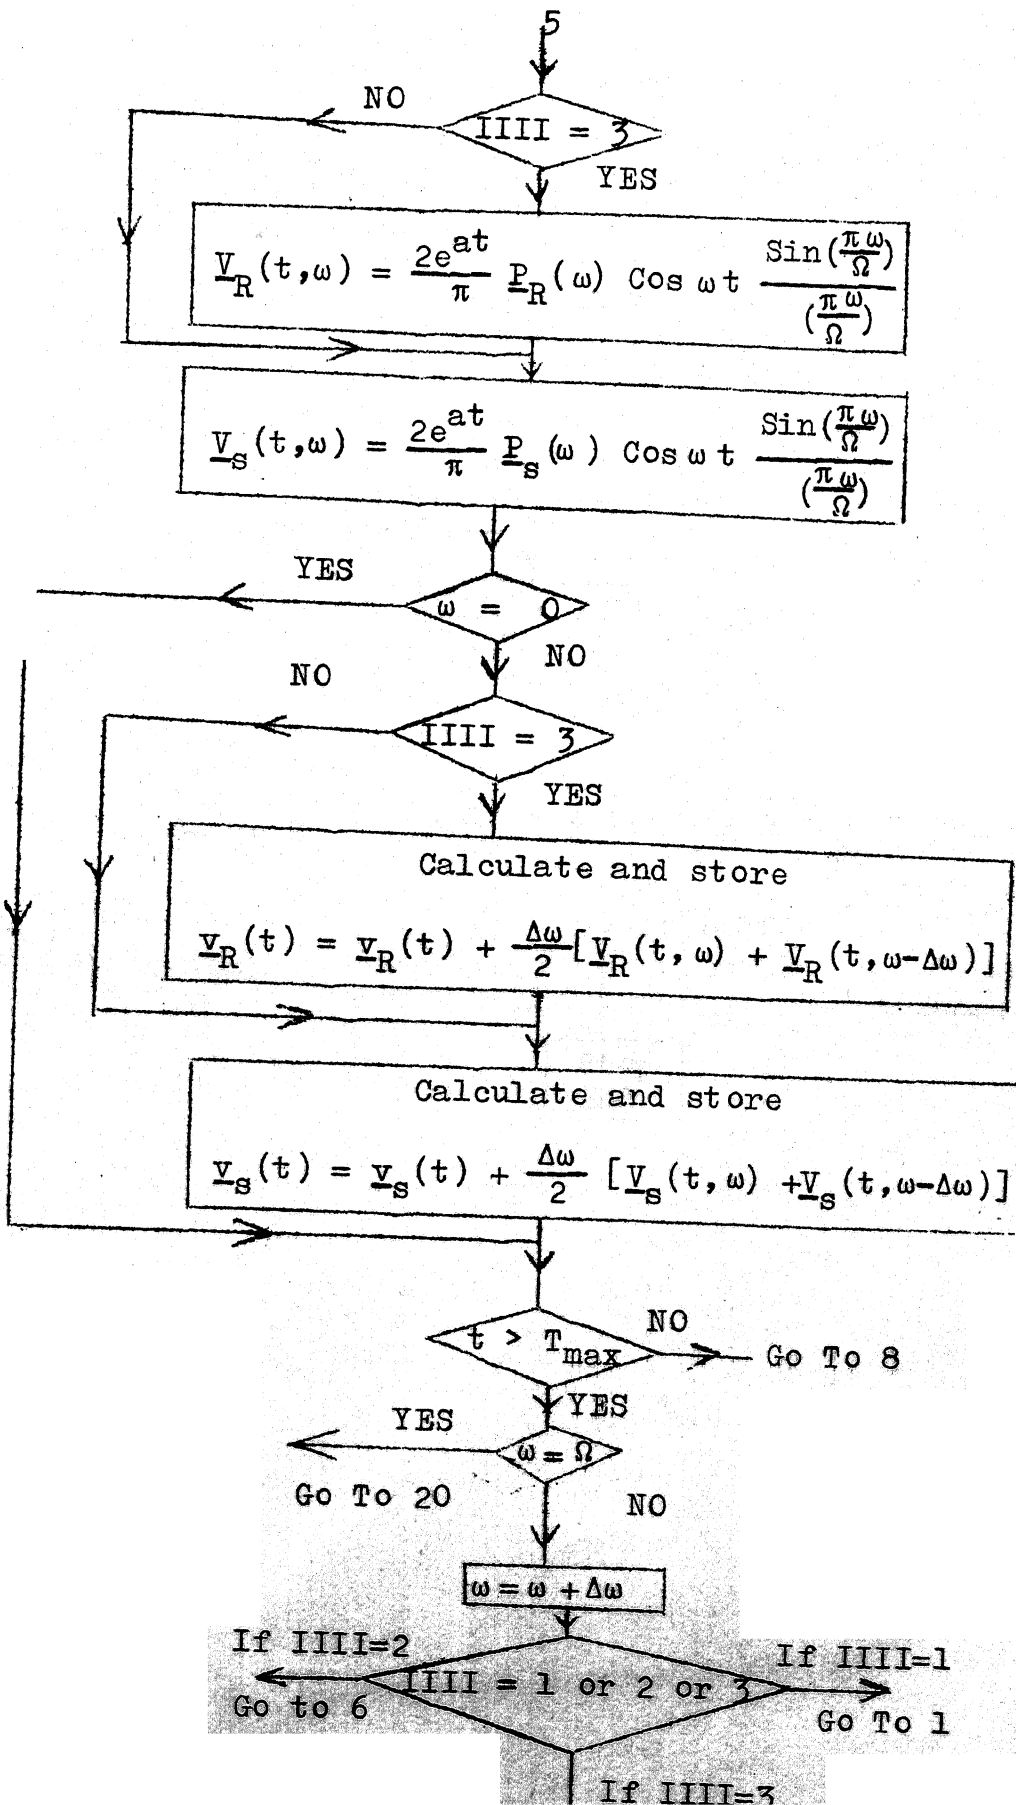 5
NO
IIII = 3
YES
V_R(t,ω) = 2e^at/π P_R(ω) Cos ωt Sin(πω/Ω)/(πω/Ω)
V_s(t,ω) = 2e^at/π P_s(ω) Cos ωt Sin(πω/Ω)/(πω/Ω)
YES
ω = 0
NO
NO
IIII = 3
YES
Calculate and store
v_R(t) = v_R(t) + Δω/2[V_R(t,ω) + V_R(t,ω-Δω)]
Calculate and store
v_s(t) = v_s(t) + Δω/2 [V_s(t,ω) +V_s(t,ω-Δω)]
NO
t > T_max
Go To 8
YES
YES
ω = Ω
Go To 20
NO
ω = ω + Δω
If IIII=2
If IIII=1
IIII = 1 or 2 or 3
Go to 6
Go To 1
If IIII=3